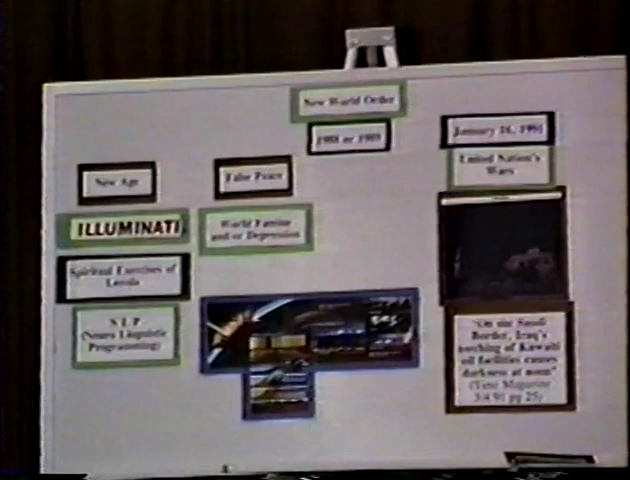 New World Order
1988 or 1989
January 16, 1991
United Nation's
Wars
New Age
False Peace
ILLUMINATI
World Famine
and/or Depression
Spiritual Exercises of
Loyola
N L P
(Neuro Linguistic
Programming)
"On the Saudi
Border, Iraq's
torching of Kuwaiti
oil facilities causes
darkness at noon"
(Time Magazine
3/4/91 pg 25)